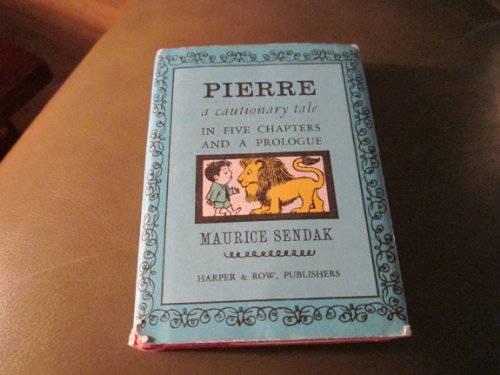 PIERRE
a cautionary tale
IN FIVE CHAPTERS
AND A PROLOGUE
MAURICE SENDAK
HARPER & ROW, PUBLISHERS